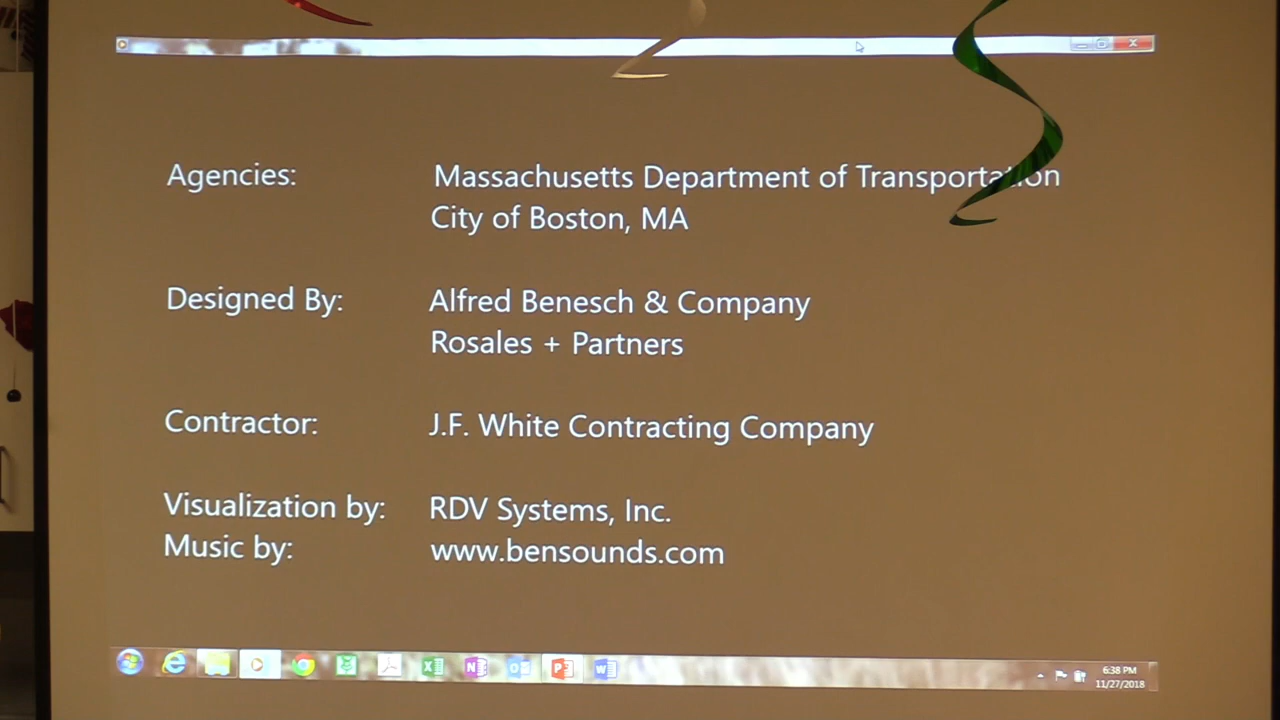 Agencies: Massachusetts Department of Transportation
City of Boston, MA
Designed By: Alfred Benesch & Company
Rosales + Partners
Contractor: J.F. White Contracting Company
Visualization by: RDV Systems, Inc.
Music by: www.bensounds.com
6:38 PM
11/27/2018